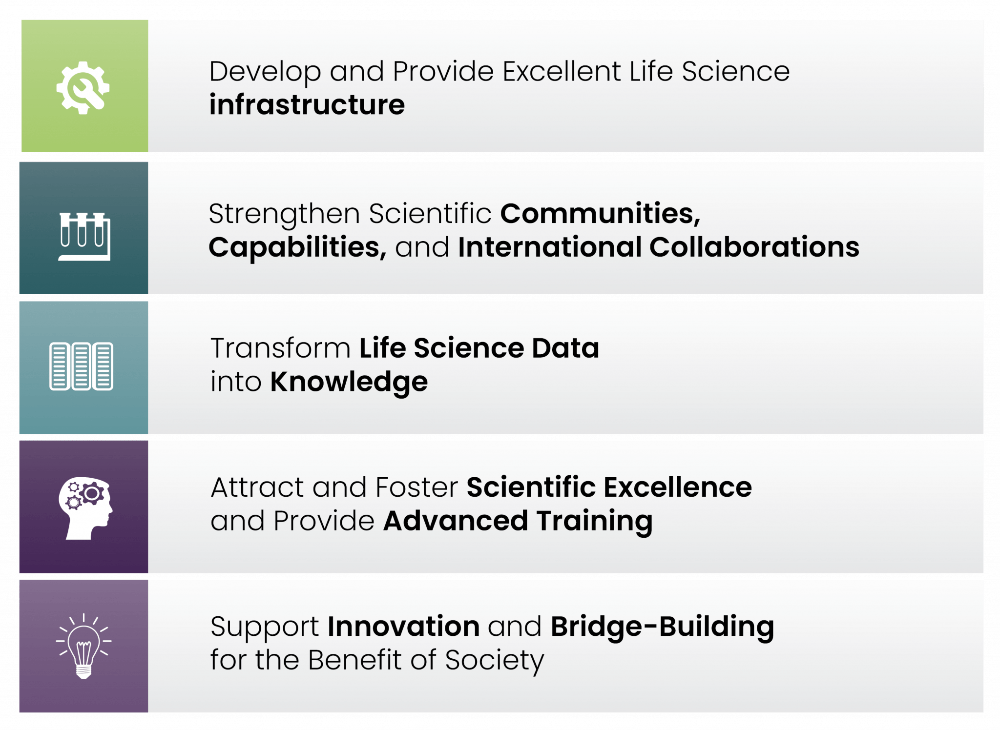 Develop and Provide Excellent Life Science
infrastructure
Strengthen Scientific Communities,
Capabilities, and International Collaborations
Transform Life Science Data
into Knowledge
Attract and Foster Scientific Excellence
and Provide Advanced Training
Support Innovation and Bridge-Building
for the Benefit of Society